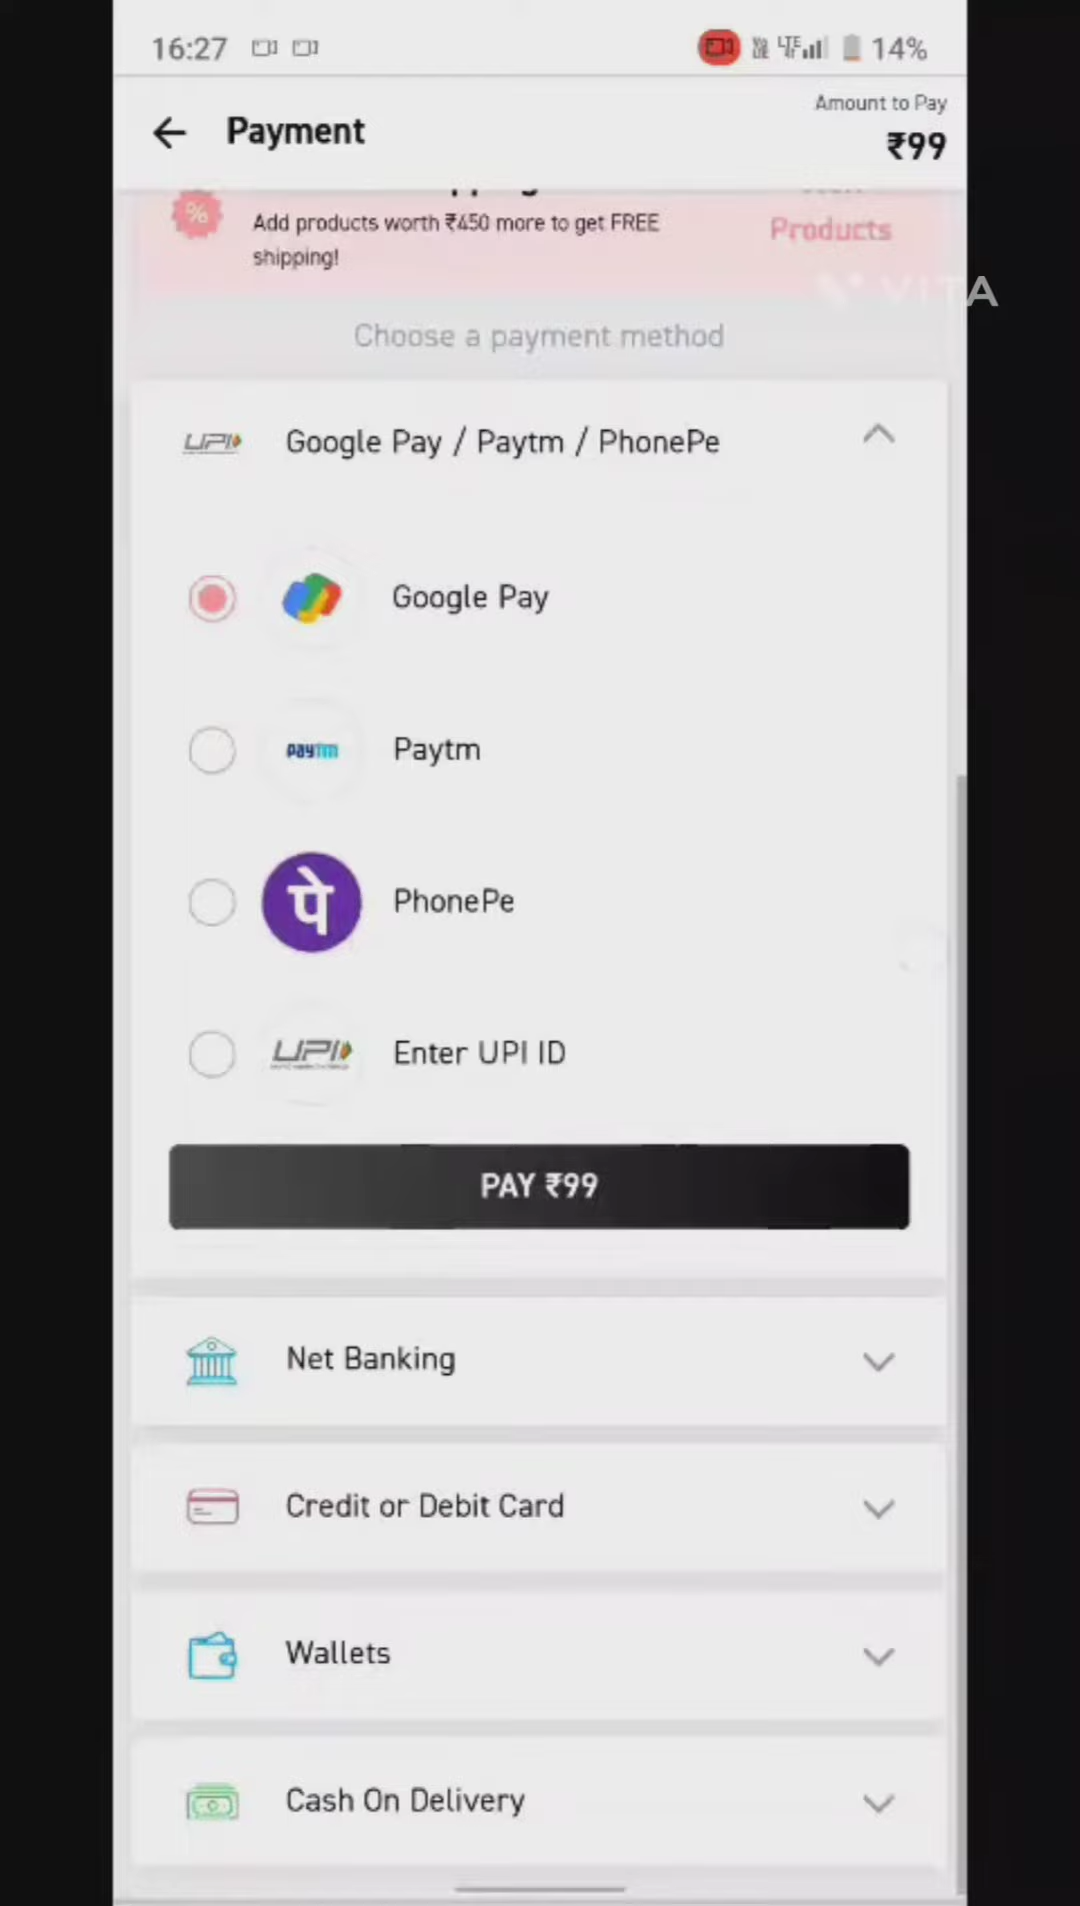 16:27
LTE
14%
Payment
Amount to Pay
₹99
%
Add products worth ₹450 more to get FREE
shipping!
Products
VITA
Choose a payment method
UPI
Google Pay / Paytm / PhonePe
Google Pay
paytm
Paytm
पे
PhonePe
UPI
Enter UPI ID
PAY ₹99
Net Banking
Credit or Debit Card
Wallets
Cash On Delivery